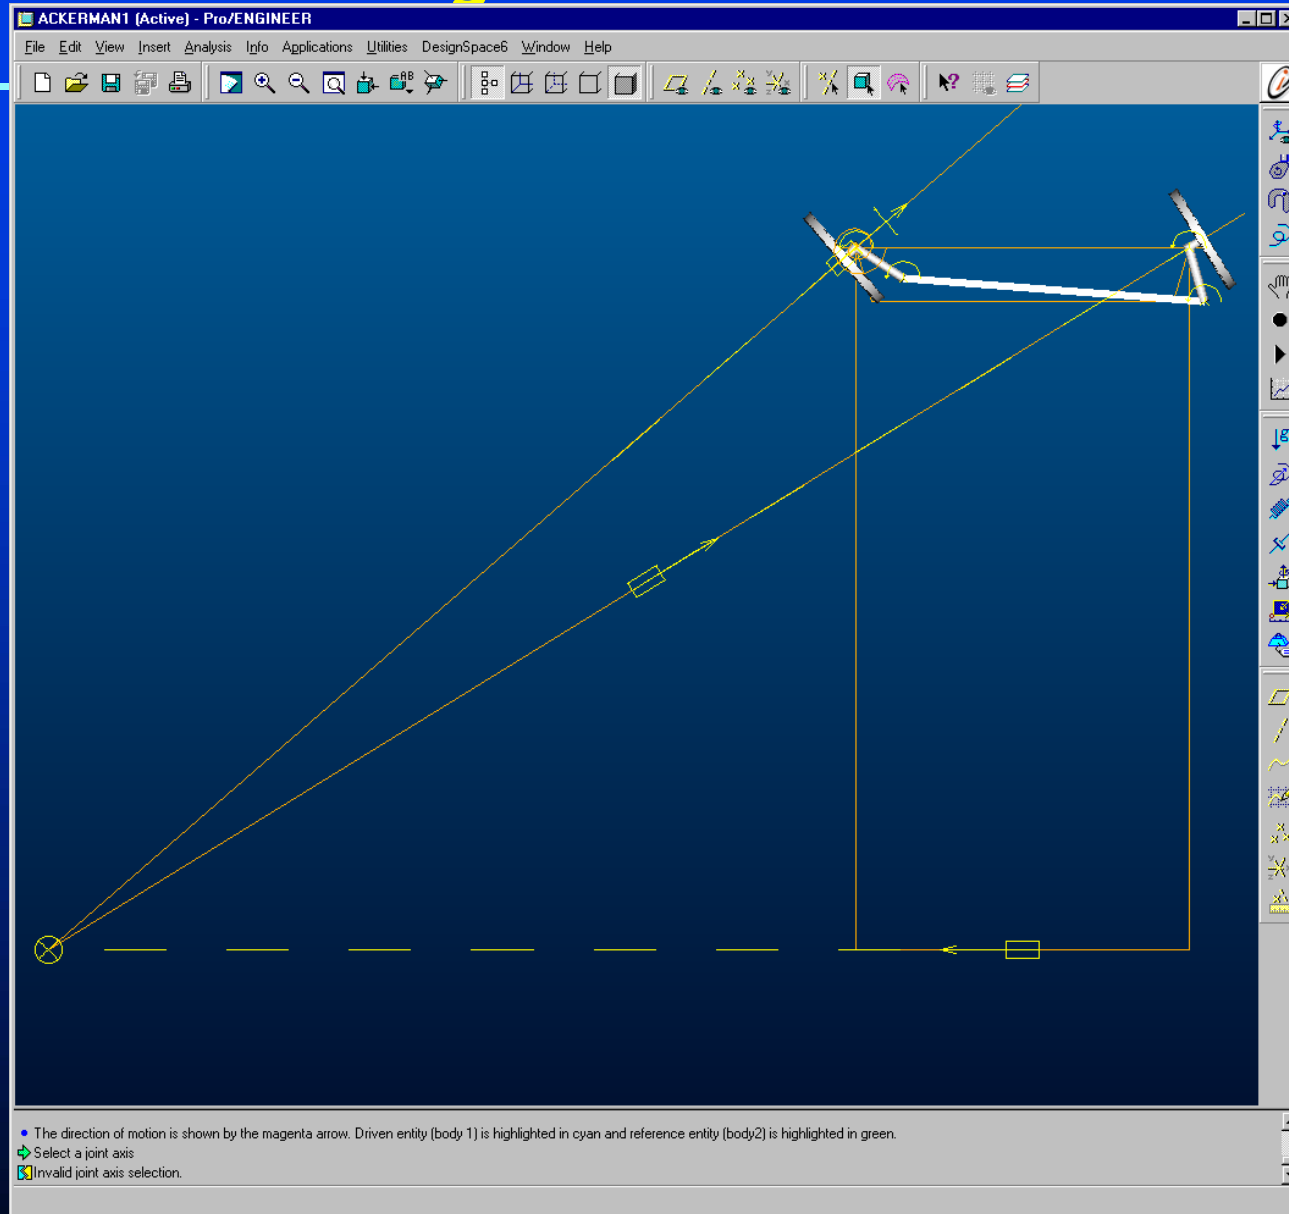 ACKERMAN1 (Active) - Pro/ENGINEER
File Edit View Insert Analysis Info Applications Utilities DesignSpace6 Window Help
The direction of motion is shown by the magenta arrow. Driven entity (body 1) is highlighted in cyan and reference entity (body2) is highlighted in green.
Select a joint axis
Invalid joint axis selection.